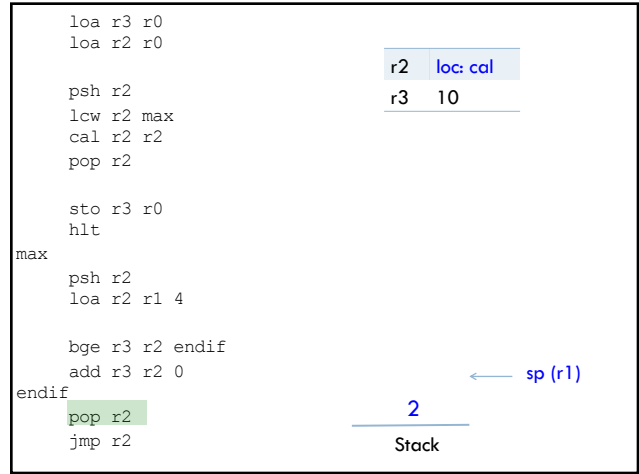 loa r3 r0
loa r2 r0
psh r2
lcw r2 max
cal r2 r2
pop r2
sto r3 r0
hlt
max
psh r2
loa r2 r1 4
bge r3 r2 endif
add r3 r2 0
endif
pop r2
jmp r2
r2 loc: cal
r3 10
sp (r1)
2
Stack